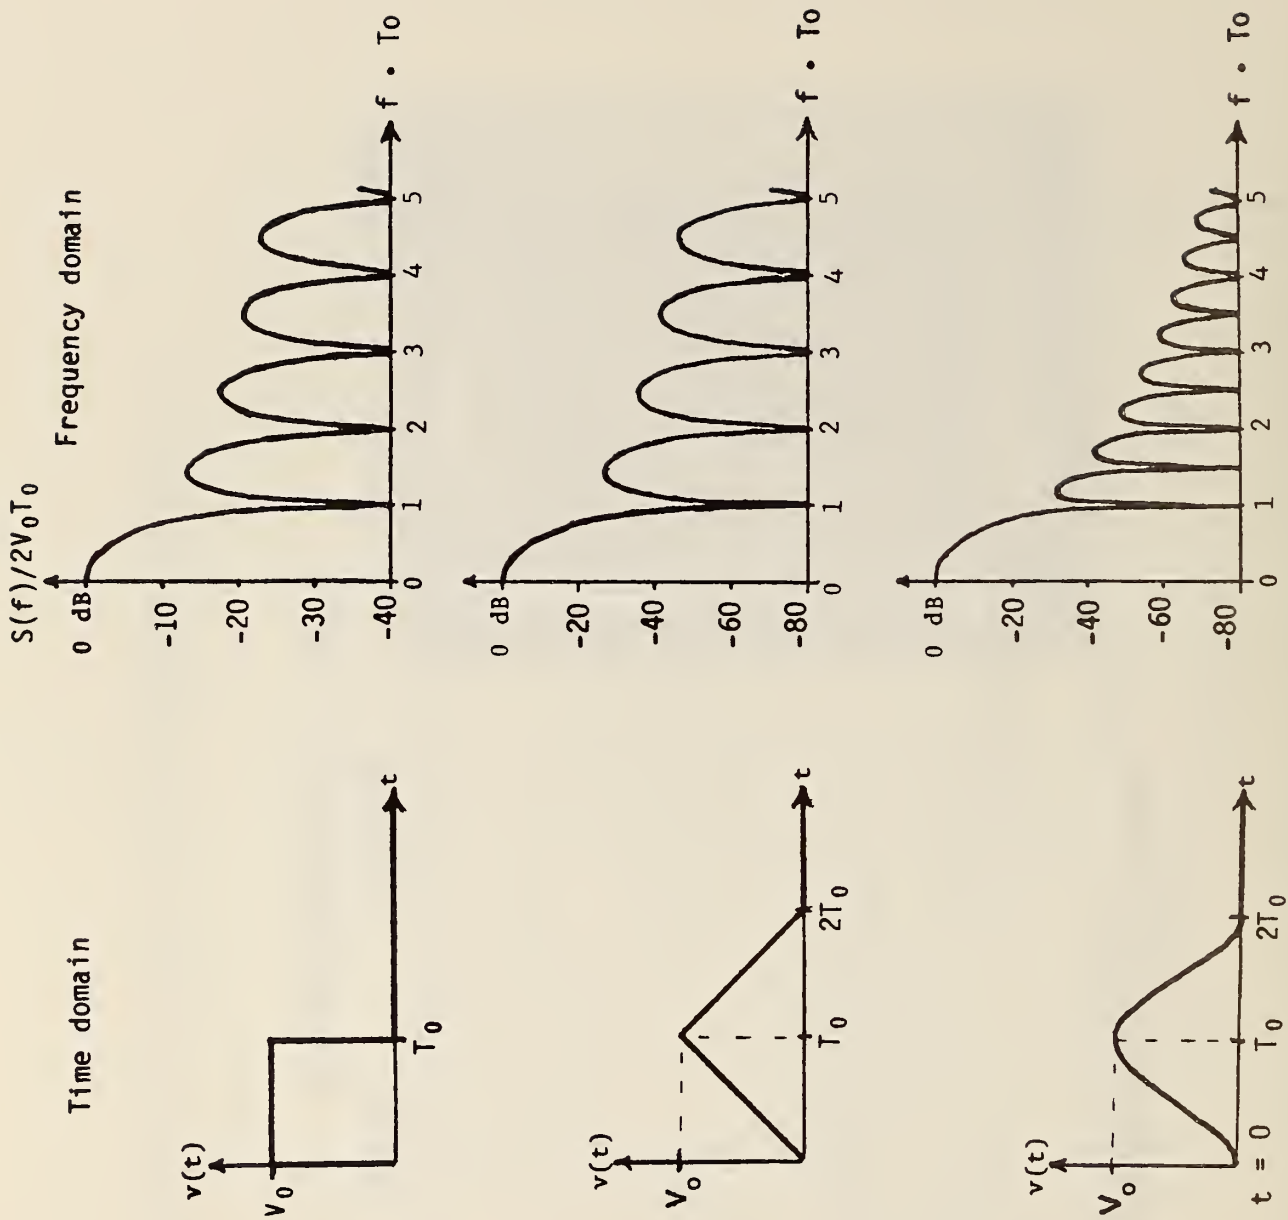 Time domain
Frequency domain
S(f)/2V₀T₀
v(t)
V₀
T₀
t
0 dB
-10
-20
-30
-40
0
1
2
3
4
5
f • To
v(t)
V₀
T₀
2T₀
t
0 dB
-20
-40
-60
-80
0
1
2
3
4
5
f • To
v(t)
V₀
t = 0
T₀
2T₀
t
0 dB
-20
-40
-60
-80
0
1
2
3
4
5
f • To